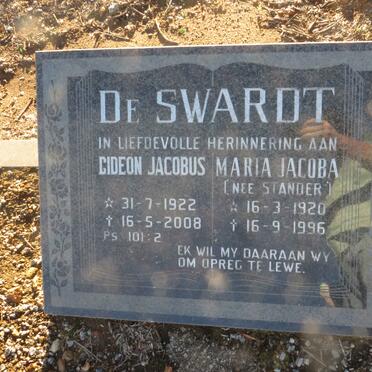 DE SWARDT
IN LIEFDEVOLLE HERINNERING AAN
GIDEON JACOBUS MARIA JACOBA
(NEE STANDER)
☆ 31-7-1922 ☆ 16-3-1920
† 16-5-2008 † 16-9-1996
Ps 101:2
EK WIL MY DAARAAN WY
OM OPREG TE LEWE.